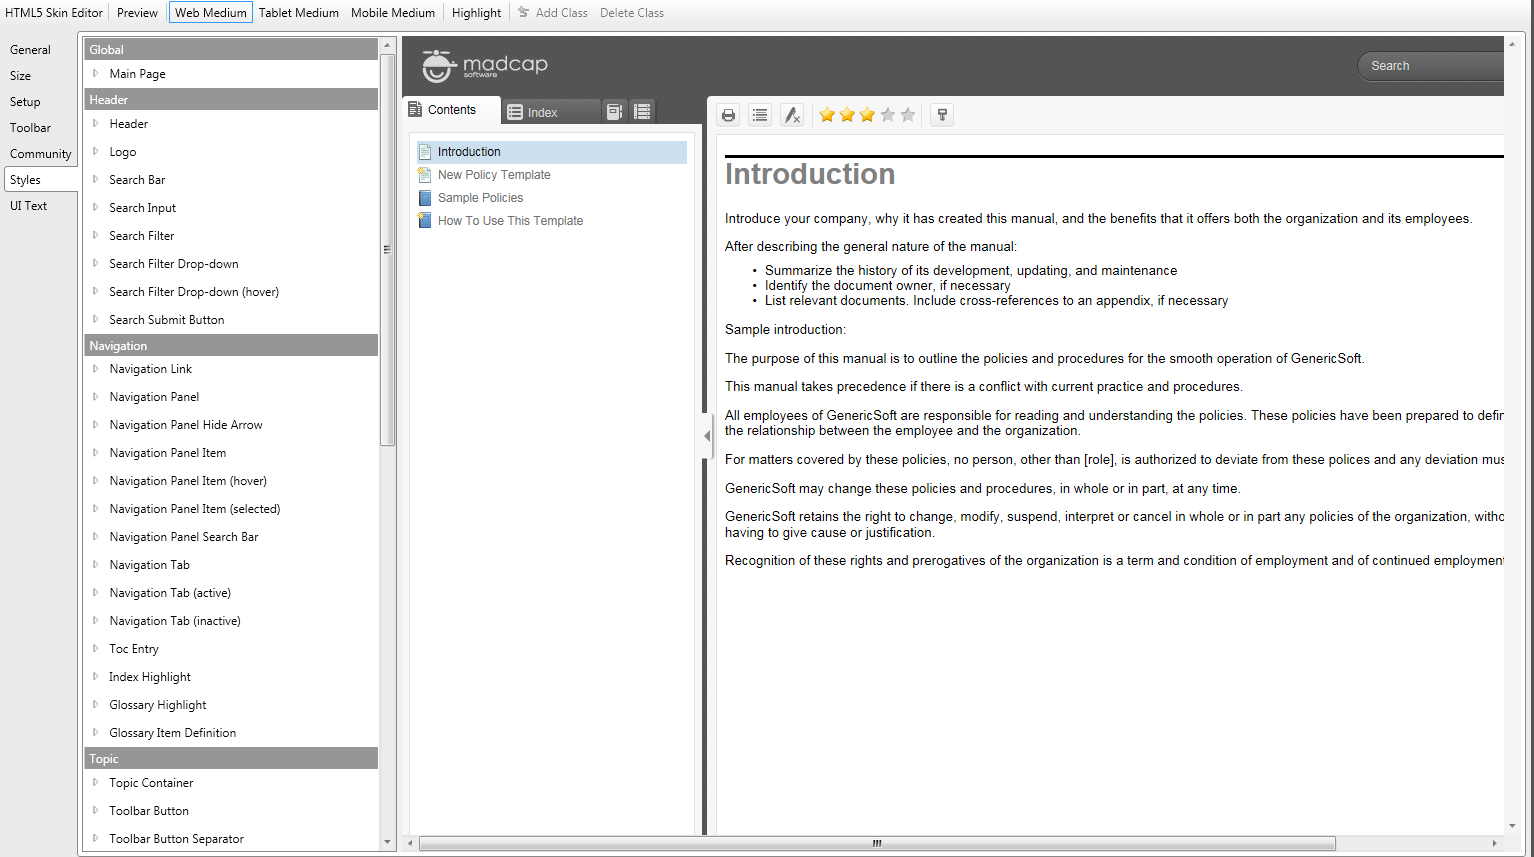 HTML5 Skin Editor Preview Web Medium Tablet Medium Mobile Medium Highlight Add Class Delete Class
General
Size
Setup
Toolbar
Community
Styles
UI Text
Global
Main Page
Header
Header
Logo
Search Bar
Search Input
Search Filter
Search Filter Drop-down
Search Filter Drop-down (hover)
Search Submit Button
Navigation
Navigation Link
Navigation Panel
Navigation Panel Hide Arrow
Navigation Panel Item
Navigation Panel Item (hover)
Navigation Panel Item (selected)
Navigation Panel Search Bar
Navigation Tab
Navigation Tab (active)
Navigation Tab (inactive)
Toc Entry
Index Highlight
Glossary Highlight
Glossary Item Definition
Topic
Topic Container
Toolbar Button
Toolbar Button Separator
madcap
software
Search
Contents Index
Introduction
New Policy Template
Sample Policies
How To Use This Template
Introduction
Introduce your company, why it has created this manual, and the benefits that it offers both the organization and its employees.
After describing the general nature of the manual:
• Summarize the history of its development, updating, and maintenance
• Identify the document owner, if necessary
• List relevant documents. Include cross-references to an appendix, if necessary
Sample introduction:
The purpose of this manual is to outline the policies and procedures for the smooth operation of GenericSoft.
This manual takes precedence if there is a conflict with current practice and procedures.
All employees of GenericSoft are responsible for reading and understanding the policies. These policies have been prepared to defin
the relationship between the employee and the organization.
For matters covered by these policies, no person, other than [role], is authorized to deviate from these polices and any deviation mus
GenericSoft may change these policies and procedures, in whole or in part, at any time.
GenericSoft retains the right to change, modify, suspend, interpret or cancel in whole or in part any policies of the organization, witho
having to give cause or justification.
Recognition of these rights and prerogatives of the organization is a term and condition of employment and of continued employment